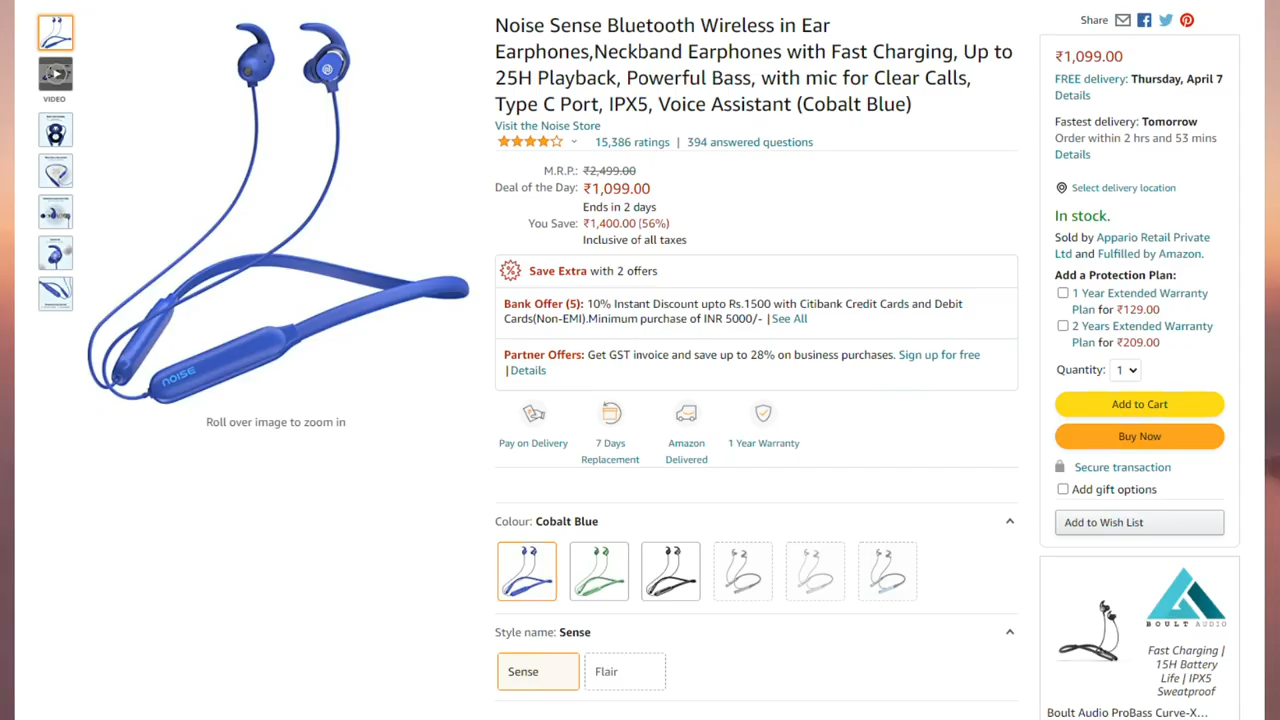 Noise Sense Bluetooth Wireless in Ear
Earphones,Neckband Earphones with Fast Charging, Up to
25H Playback, Powerful Bass, with mic for Clear Calls,
Type C Port, IPX5, Voice Assistant (Cobalt Blue)
Visit the Noise Store
15,386 ratings | 394 answered questions
M.R.P.: ₹2,499.00
Deal of the Day: ₹1,099.00
Ends in 2 days
You Save: ₹1,400.00 (56%)
Inclusive of all taxes
Save Extra with 2 offers
Bank Offer (5): 10% Instant Discount upto Rs.1500 with Citibank Credit Cards and Debit
Cards(Non-EMI).Minimum purchase of INR 5000/- |See All
Partner Offers: Get GST invoice and save up to 28% on business purchases. Sign up for free
|Details
Pay on Delivery
7 Days
Replacement
Amazon
Delivered
1 Year Warranty
Colour: Cobalt Blue
Style name: Sense
Sense
Flair
VIDEO
NOISE
Roll over image to zoom in
Share
₹1,099.00
FREE delivery: Thursday, April 7
Details
Fastest delivery: Tomorrow
Order within 2 hrs and 53 mins
Details
Select delivery location
In stock.
Sold by Appario Retail Private
Ltd and Fulfilled by Amazon.
Add a Protection Plan:
1 Year Extended Warranty
Plan for ₹129.00
2 Years Extended Warranty
Plan for ₹209.00
Quantity: 1
Add to Cart
Buy Now
Secure transaction
Add gift options
Add to Wish List
BOULT AUDIO
Fast Charging |
15H Battery
Life | IPX5
Sweatproof
Boult Audio ProBass Curve-X...